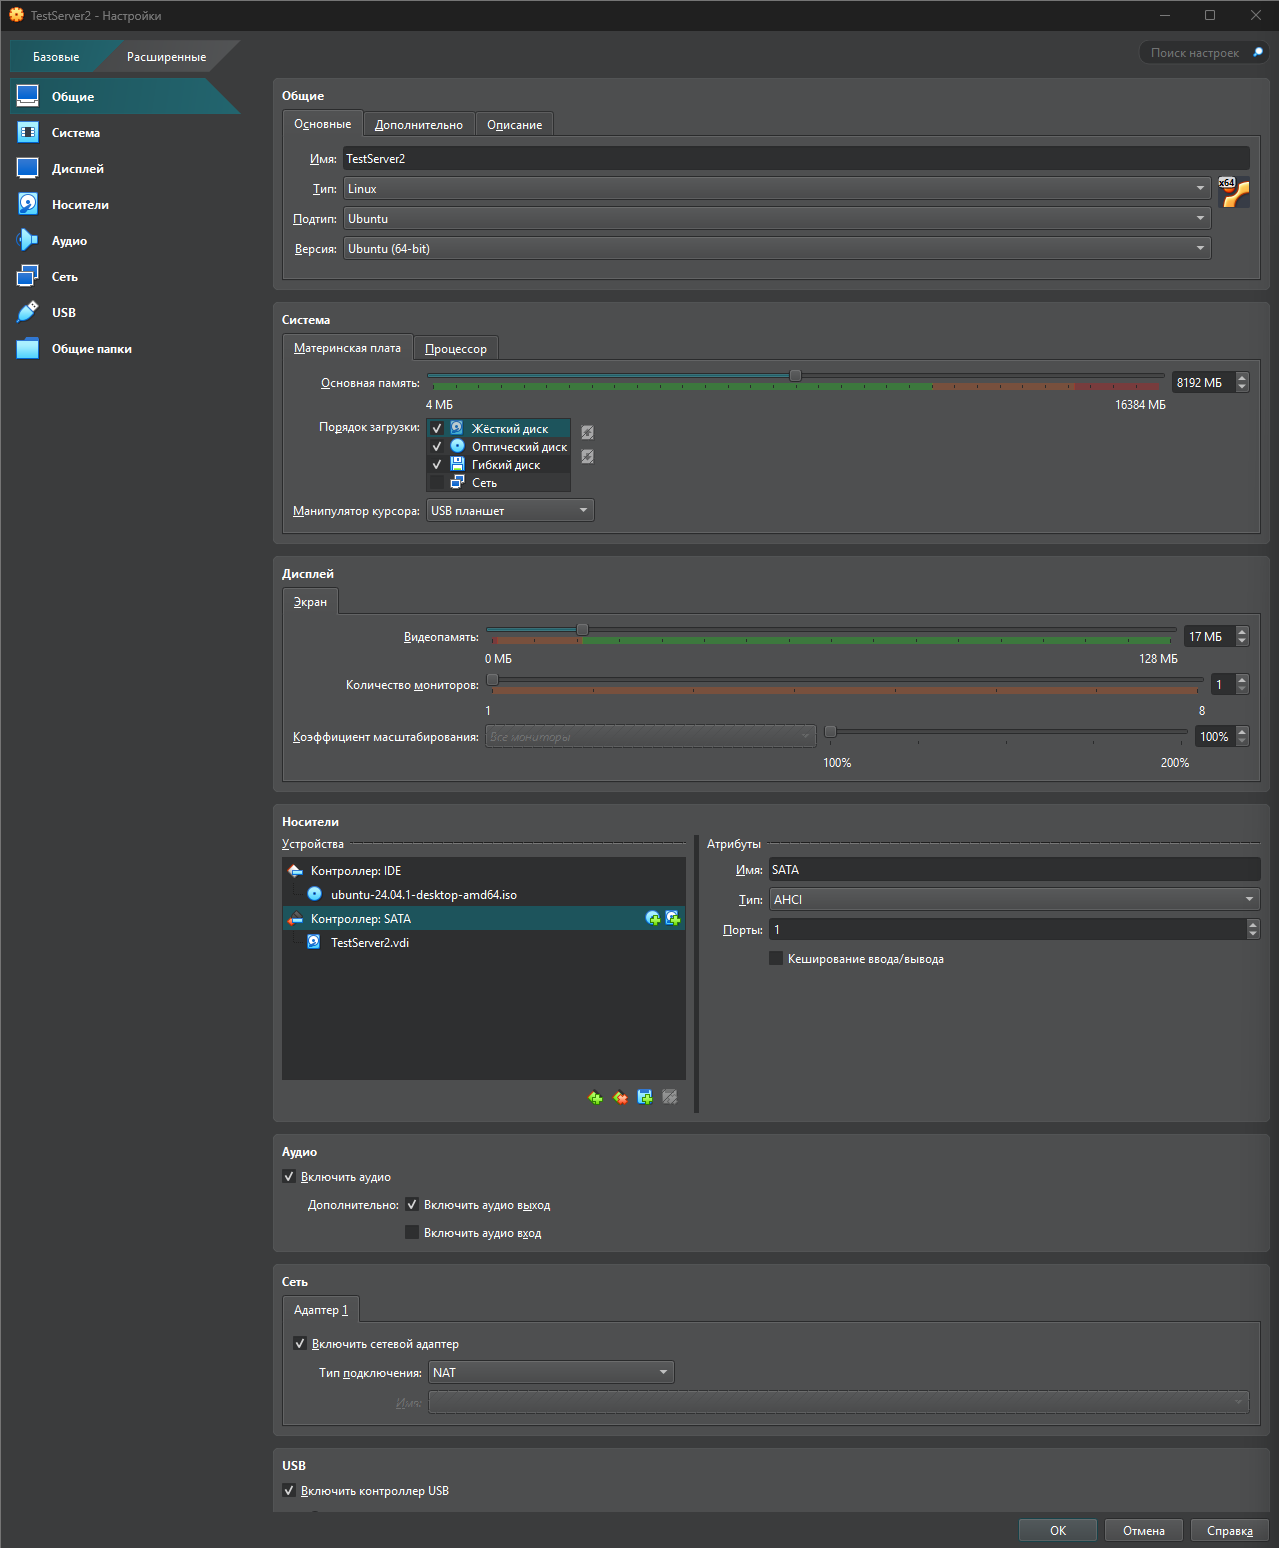 TestServer2 - Настройки
Базовые
Расширенные
Поиск настроек
Общие
Система
Дисплей
Носители
Аудио
Сеть
USB
Общие папки
Общие
Основные
Дополнительно
Описание
Имя: TestServer2
Тип: Linux
x64
Подтип: Ubuntu
Версия: Ubuntu (64-bit)
Система
Материнская плата
Процессор
Основная память: 8192 МБ
4 МБ 16384 МБ
Порядок загрузки: Жёсткий диск
Оптический диск
Гибкий диск
Сеть
Манипулятор курсора: USB планшет
Дисплей
Экран
Видеопамять: 17 МБ
0 МБ 128 МБ
Количество мониторов: 1
1 8
Коэффициент масштабирования: Все мониторы 100%
100% 200%
Носители
Устройства
Контроллер: IDE
ubuntu-24.04.1-desktop-amd64.iso
Контроллер: SATA
TestServer2.vdi
Атрибуты
Имя: SATA
Тип: AHCI
Порты: 1
Кеширование ввода/вывода
Аудио
Включить аудио
Дополнительно: Включить аудио выход
Включить аудио вход
Сеть
Адаптер 1
Включить сетевой адаптер
Тип подключения: NAT
Имя:
USB
Включить контроллер USB
OK Отмена Справка